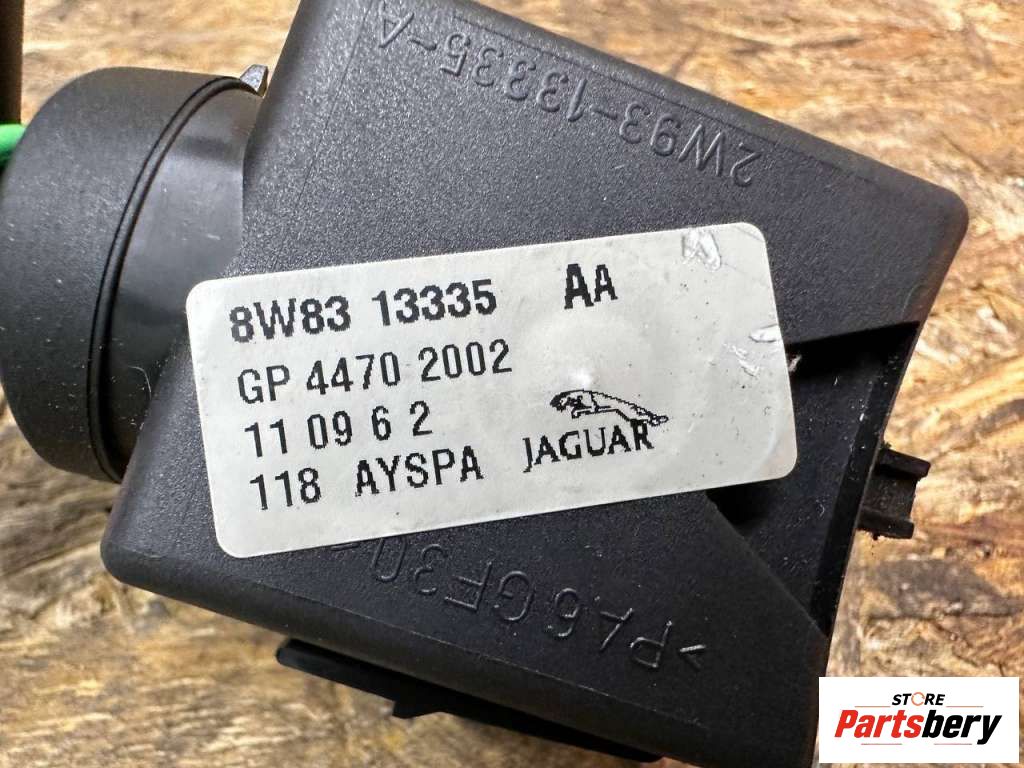 2W93-13335-A
8W83 13335 AA
GP 4470 2002
11 09 6 2
118 AYSPA JAGUAR
>PA6GF30
STORE
Partsbery